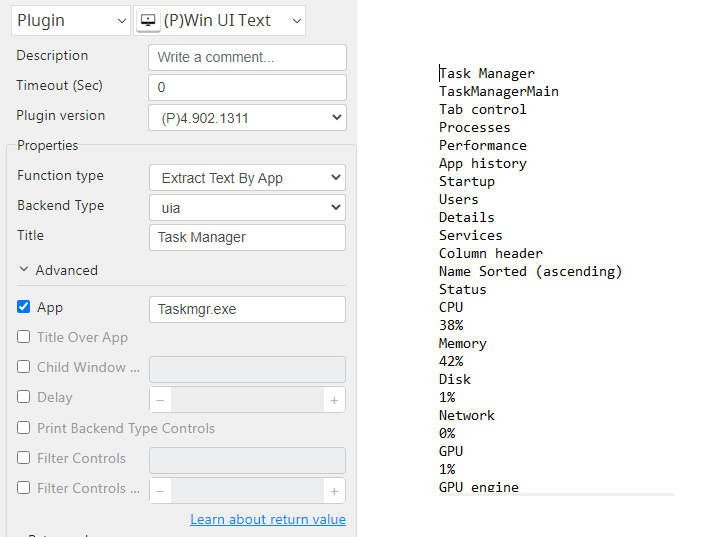 Plugin (P)Win UI Text
Description Write a comment...
Timeout (Sec) 0
Plugin version (P)4.902.1311
Properties
Function type Extract Text By App
Backend Type uia
Title Task Manager
Advanced
App Taskmgr.exe
Title Over App
Child Window ...
Delay − +
Print Backend Type Controls
Filter Controls
Filter Controls ... − +
Learn about return value
Task Manager
TaskManagerMain
Tab control
Processes
Performance
App history
Startup
Users
Details
Services
Column header
Name Sorted (ascending)
Status
CPU
38%
Memory
42%
Disk
1%
Network
0%
GPU
1%
GPU engine